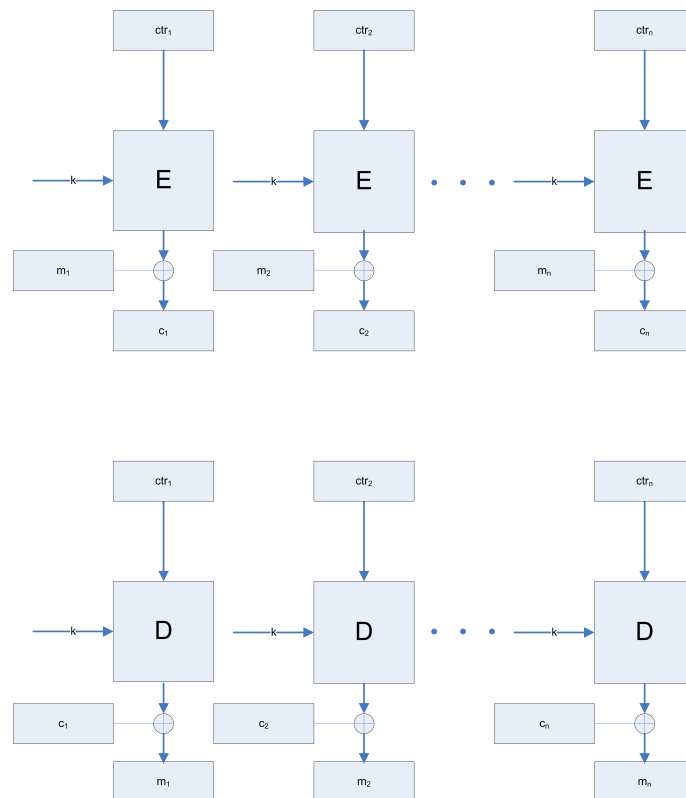 ctr₁ ctr₂ ctrₙ
k E k E k E
m₁ m₂ mₙ
c₁ c₂ cₙ
ctr₁ ctr₂ ctrₙ
k D k D k D
c₁ c₂ cₙ
m₁ m₂ mₙ